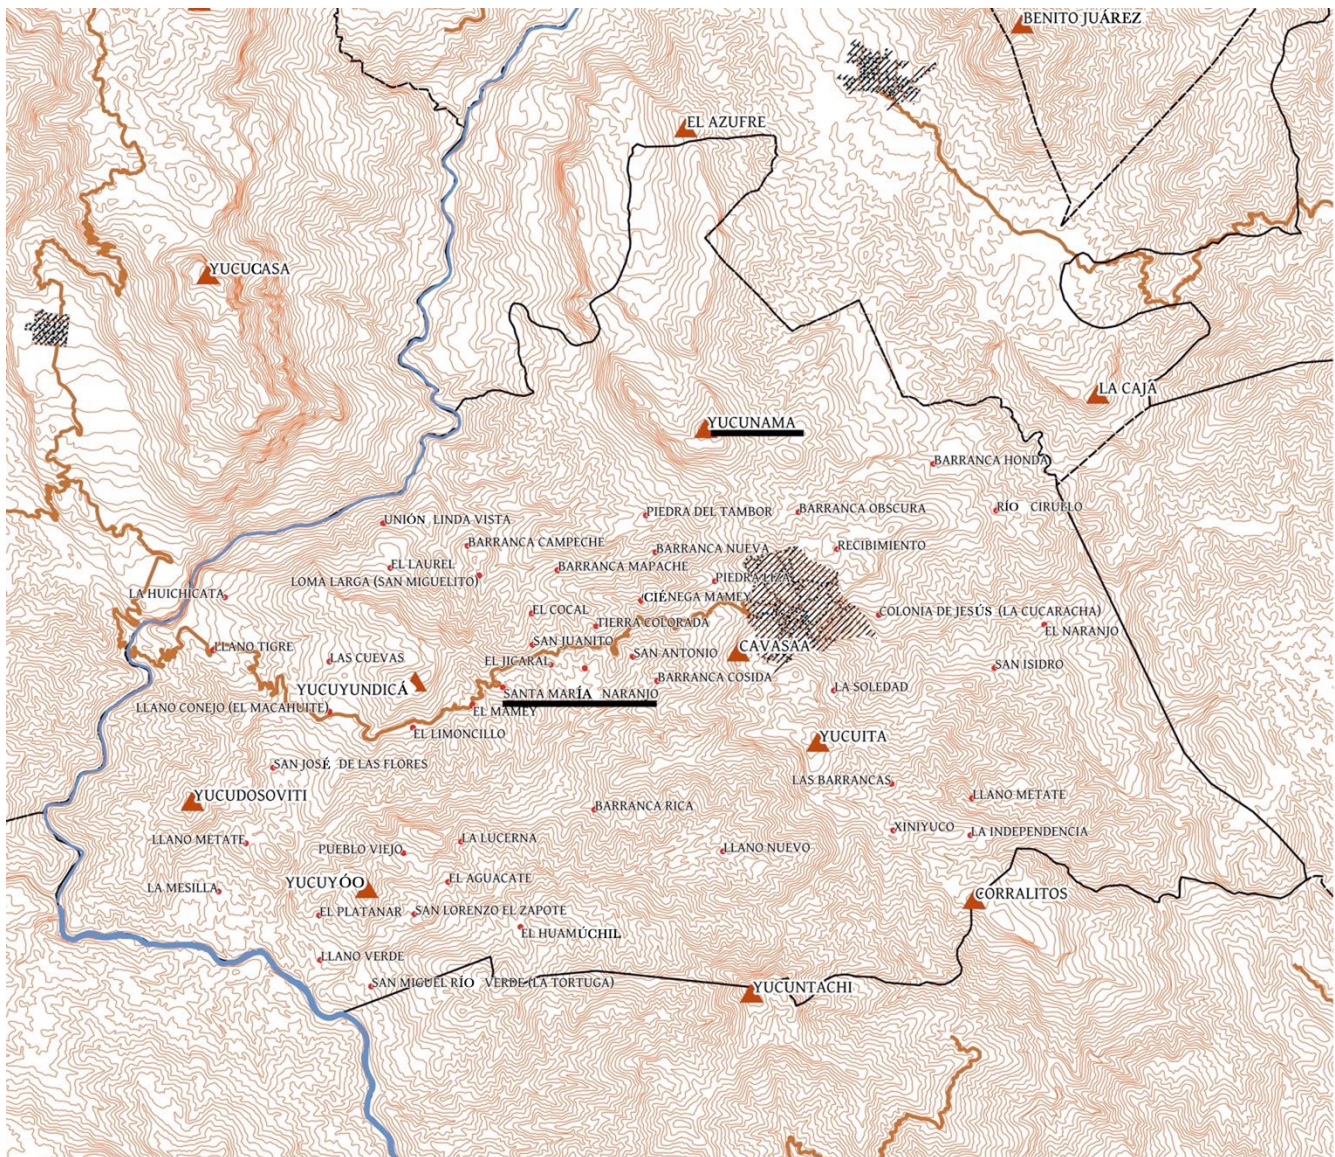 BENITO JUÁREZ
EL AZUFRE
YUCUCASA
LA CAJA
YUCUNAMA
BARRANCA HONDA
UNIÓN LINDA VISTA
PIEDRA DEL TAMBOR
BARRANCA OBSCURA
RÍO CIRUELO
BARRANCA CAMPECHE
BARRANCA NUEVA
RECIBIMIENTO
EL LAUREL
BARRANCA MAPACHE
LOMA LARGA (SAN MIGUELITO)
PIEDRA LIZA
LA HUICHICATA
CIÉNEGA MAMEY
EL COCAL
COLONIA DE JESÚS (LA CUCARACHA)
TIERRA COLORADA
EL NARANJO
LLANO TIGRE
SAN JUANITO
CAVASAA
LAS CUEVAS
EL JICARAL
SAN ANTONIO
SAN ISIDRO
YUCUYUNDICÁ
BARRANCA COSIDA
SANTA MARÍA NARANJO
LA SOLEDAD
LLANO CONEJO (EL MACAHUITE)
EL MAMEY
EL LIMONCILLO
YUCUITA
SAN JOSÉ DE LAS FLORES
LAS BARRANCAS
YUCUDOSOVITI
LLANO METATE
BARRANCA RICA
XINIYUCO
LA INDEPENDENCIA
LLANO METATE
LA LUCERNA
PUEBLO VIEJO
LLANO NUEVO
LA MESILLA
YUCUYÓO
EL AGUACATE
CORRALITOS
EL PLATANAR
SAN LORENZO EL ZAPOTE
EL HUAMÚCHIL
LLANO VERDE
SAN MIGUEL RÍO VERDE (LA TORTUGA)
YUCUNTACHI